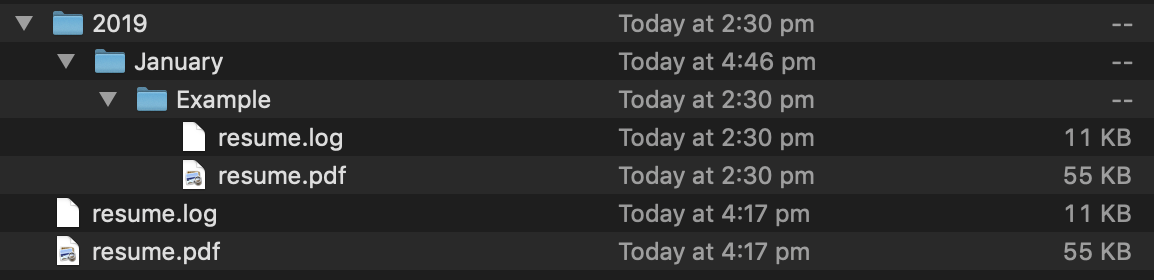 2019 Today at 2:30 pm --
January Today at 4:46 pm --
Example Today at 2:30 pm --
resume.log Today at 2:30 pm 11 KB
resume.pdf Today at 2:30 pm 55 KB
resume.log Today at 4:17 pm 11 KB
resume.pdf Today at 4:17 pm 55 KB